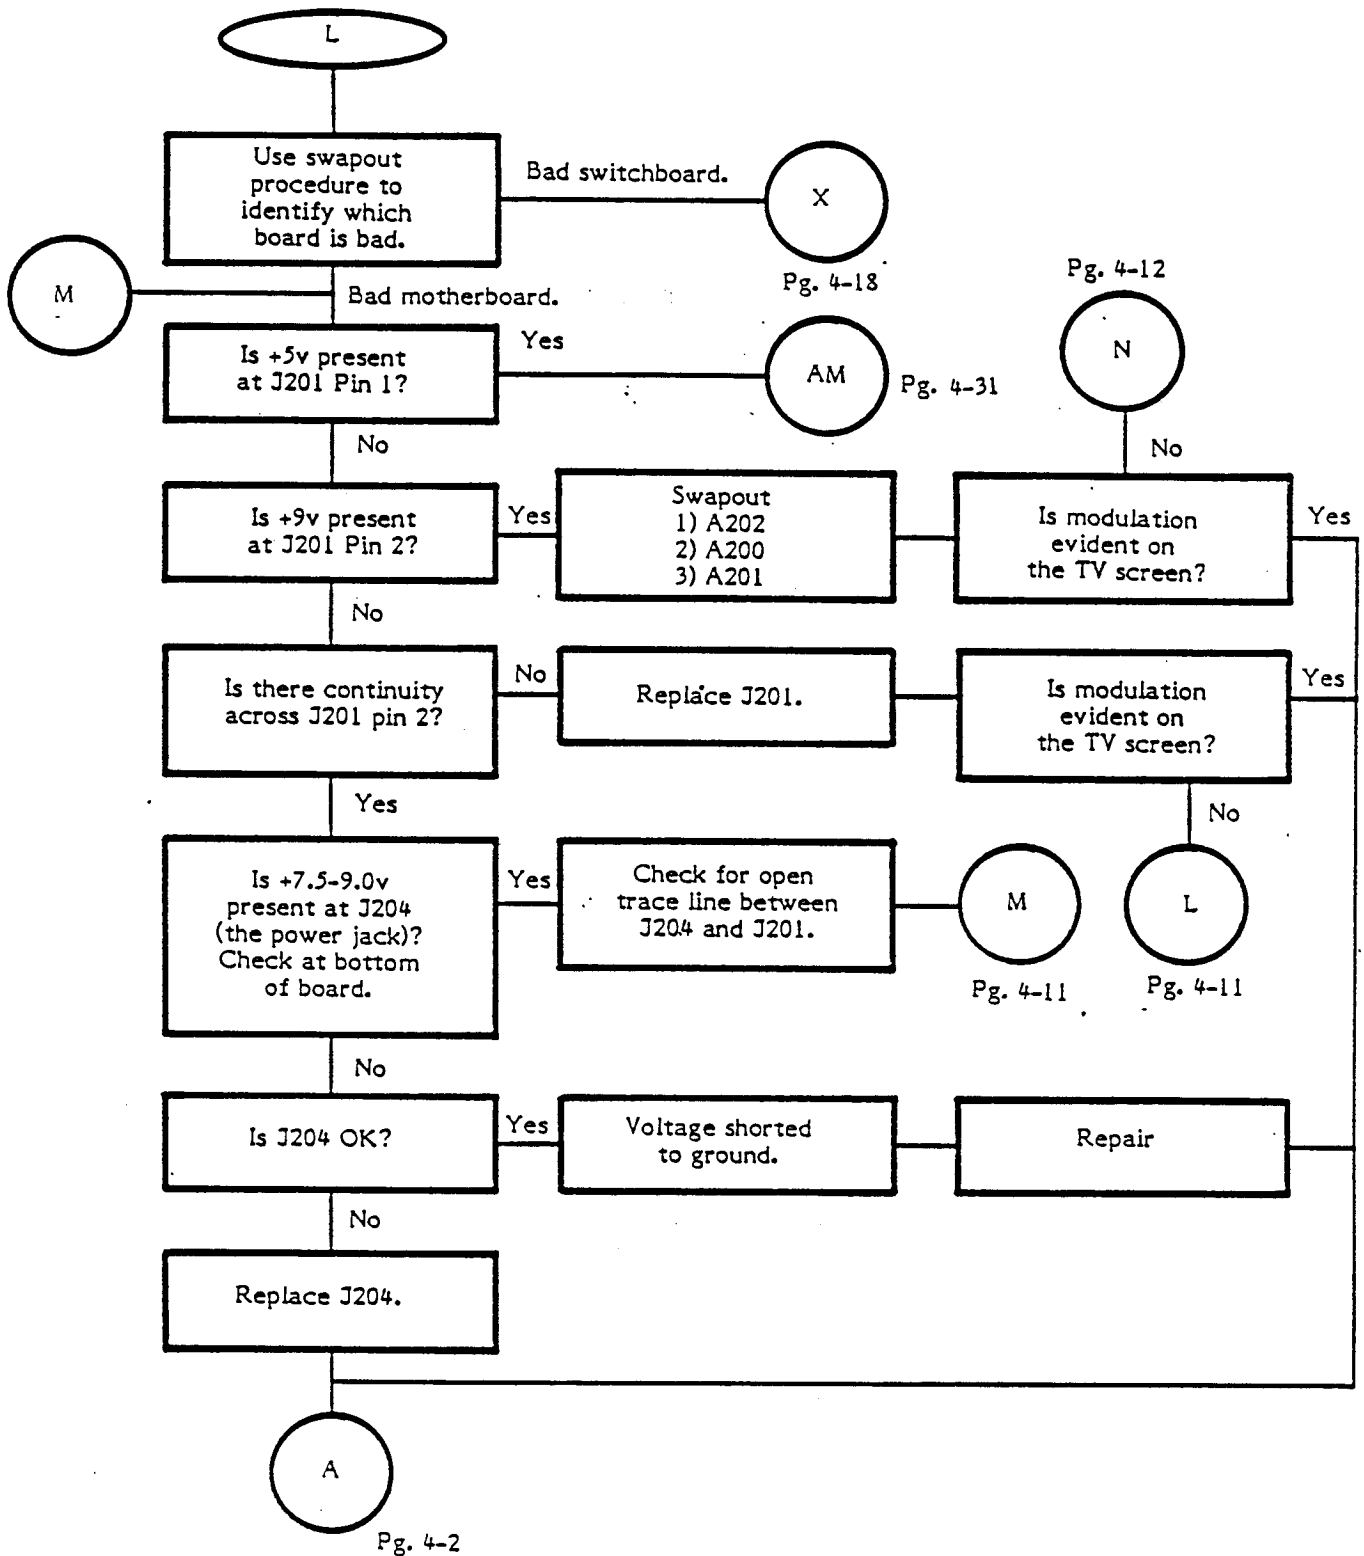 L
Use swapout
procedure to
identify which
board is bad.
Bad switchboard.
X
Pg. 4-18
M
Bad motherboard.
Is +5v present
at J201 Pin 1?
Yes
AM
Pg. 4-31
Pg. 4-12
N
No
No
Is +9v present
at J201 Pin 2?
Yes
Swapout
1) A202
2) A200
3) A201
Is modulation
evident on
the TV screen?
Yes
No
Is there continuity
across J201 pin 2?
No
Replace J201.
Is modulation
evident on
the TV screen?
Yes
Yes
No
Is +7.5-9.0v
present at J204
(the power jack)?
Check at bottom
of board.
Yes
Check for open
trace line between
J204 and J201.
M
Pg. 4-11
L
Pg. 4-11
No
Is J204 OK?
Yes
Voltage shorted
to ground.
Repair
No
Replace J204.
A
Pg. 4-2